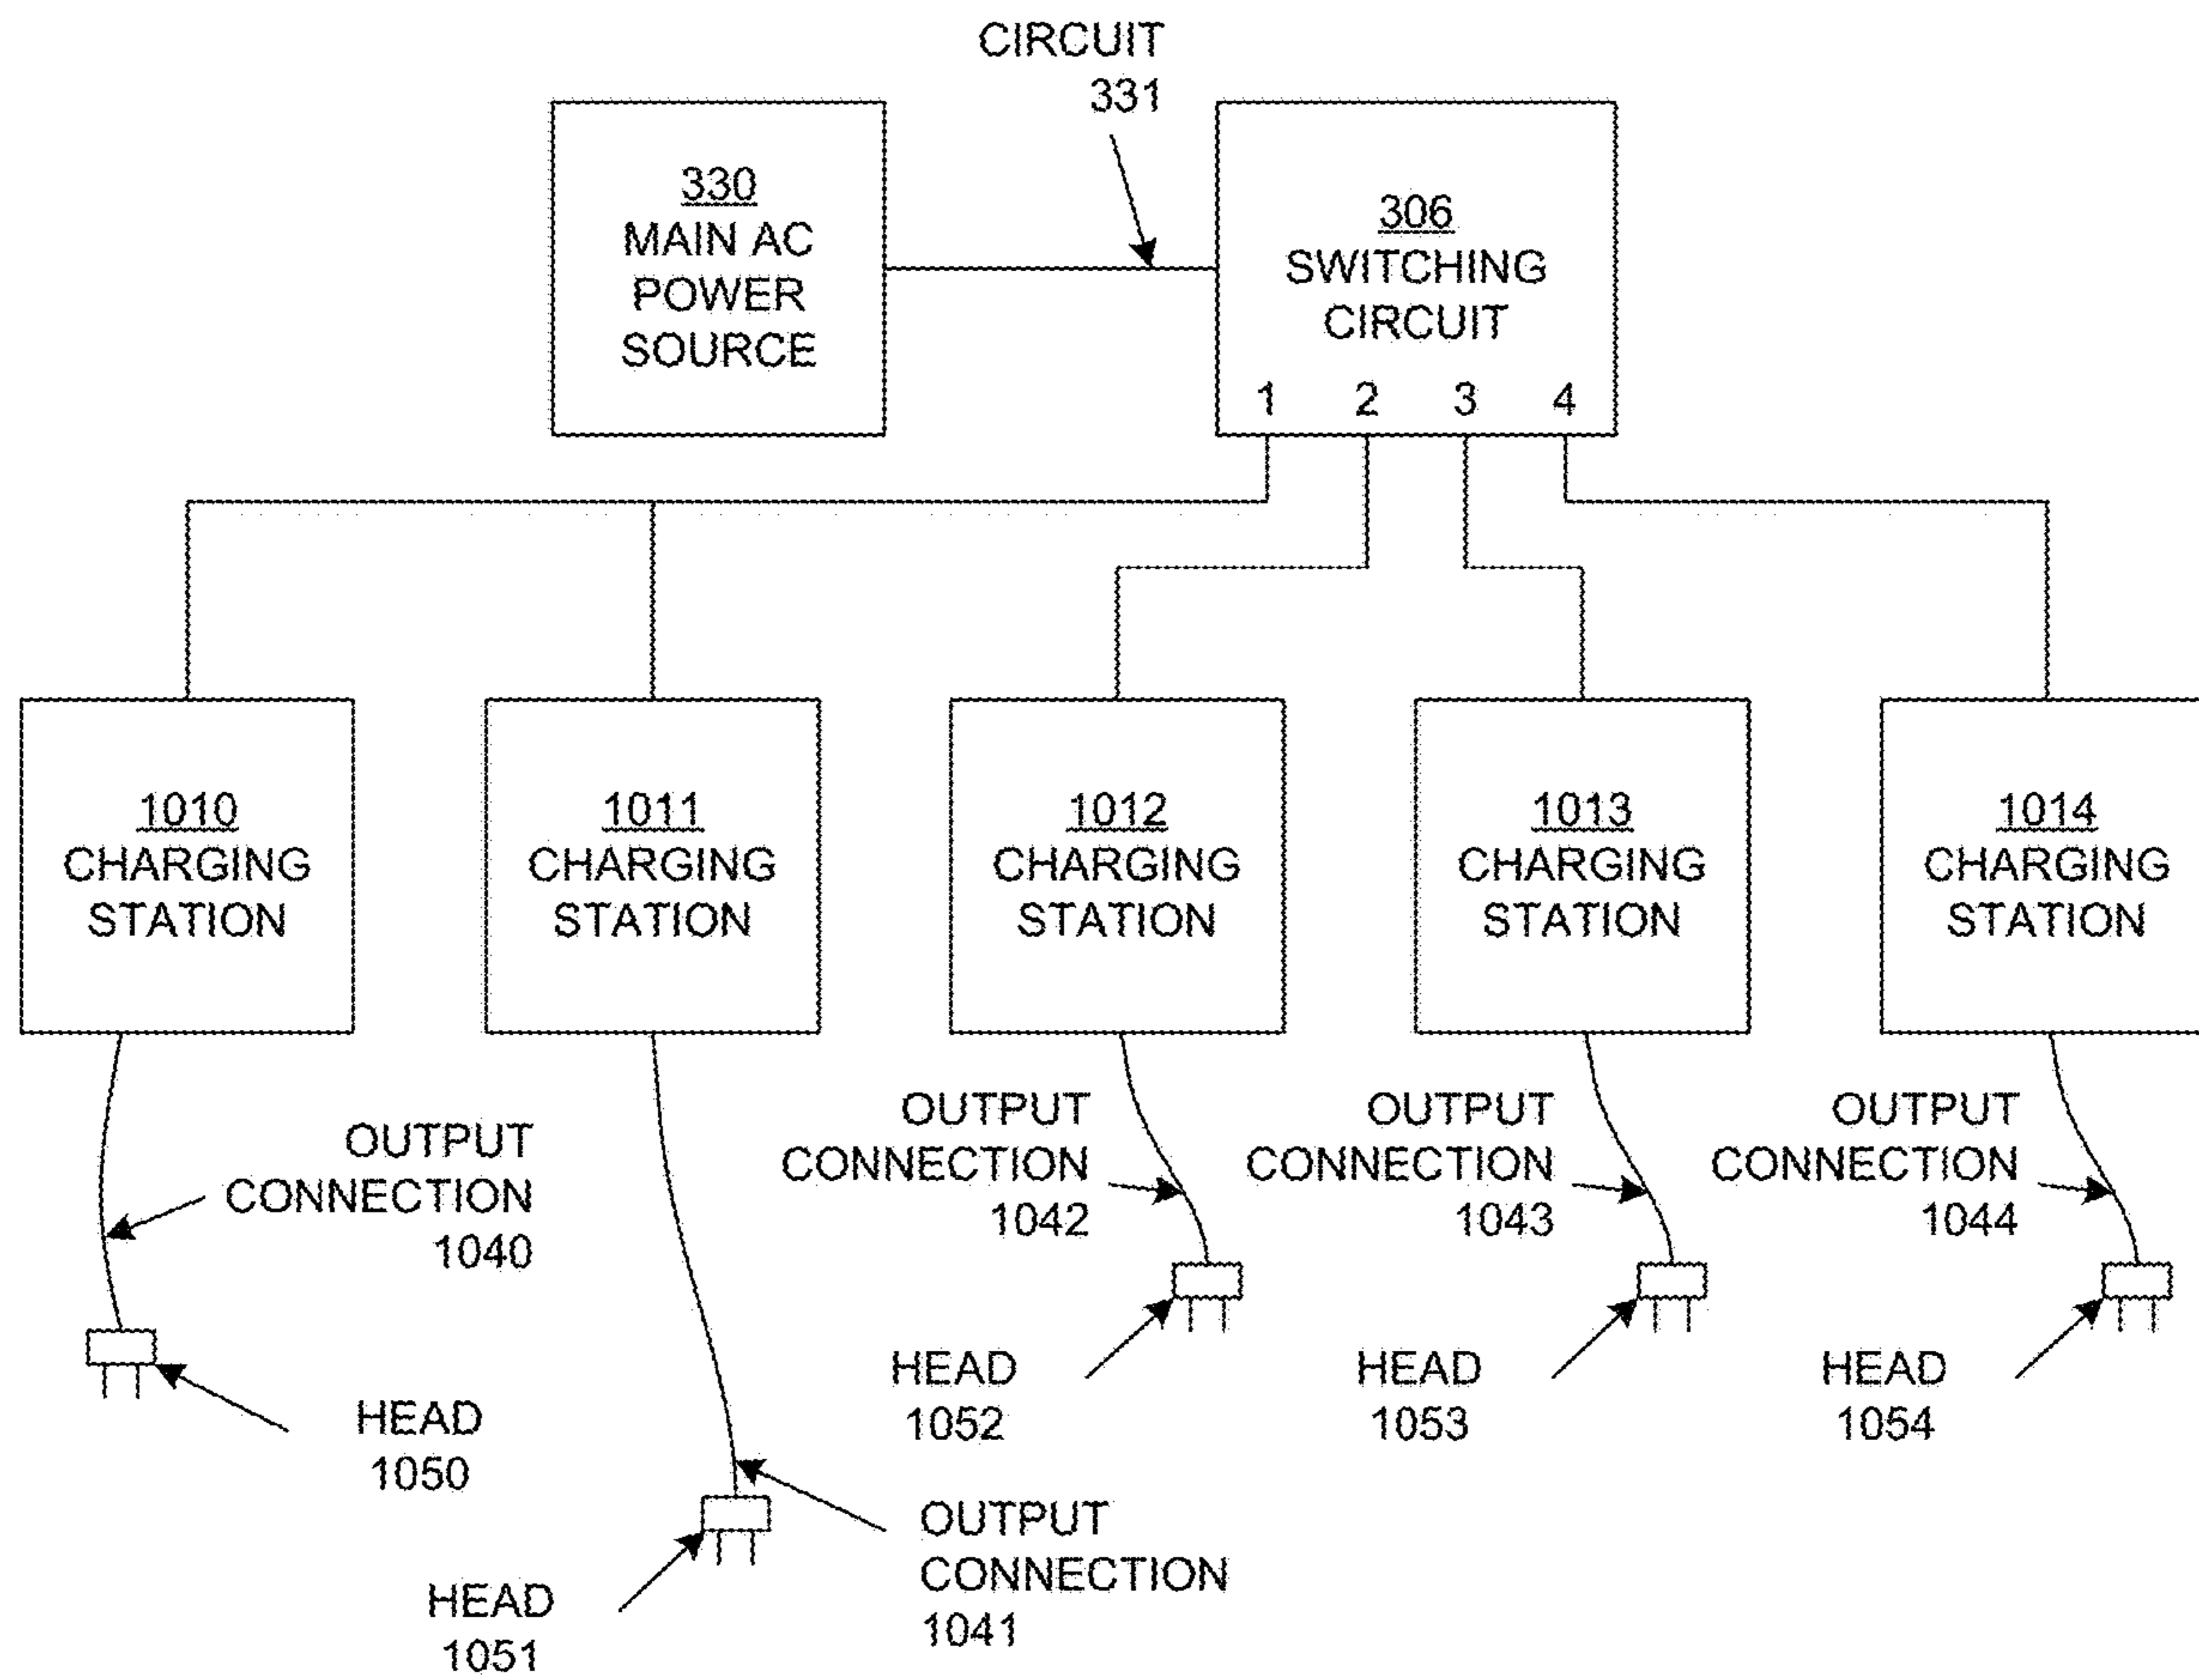 CIRCUIT
331
330
MAIN AC
POWER
SOURCE
306
SWITCHING
CIRCUIT
1 2 3 4
1010
CHARGING
STATION
1011
CHARGING
STATION
1012
CHARGING
STATION
1013
CHARGING
STATION
1014
CHARGING
STATION
OUTPUT
CONNECTION
1040
OUTPUT
CONNECTION
1042
OUTPUT
CONNECTION
1043
OUTPUT
CONNECTION
1044
HEAD
1050
HEAD
1052
HEAD
1053
HEAD
1054
HEAD
1051
OUTPUT
CONNECTION
1041